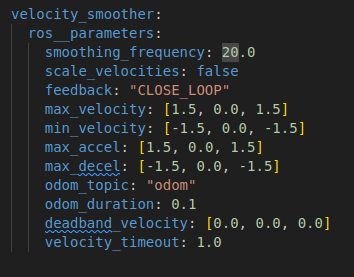 velocity_smoother:
  ros__parameters:
    smoothing_frequency: 20.0
    scale_velocities: false
    feedback: "CLOSE_LOOP"
    max_velocity: [1.5, 0.0, 1.5]
    min_velocity: [-1.5, 0.0, -1.5]
    max_accel: [1.5, 0.0, 1.5]
    max_decel: [-1.5, 0.0, -1.5]
    odom_topic: "odom"
    odom_duration: 0.1
    deadband_velocity: [0.0, 0.0, 0.0]
    velocity_timeout: 1.0